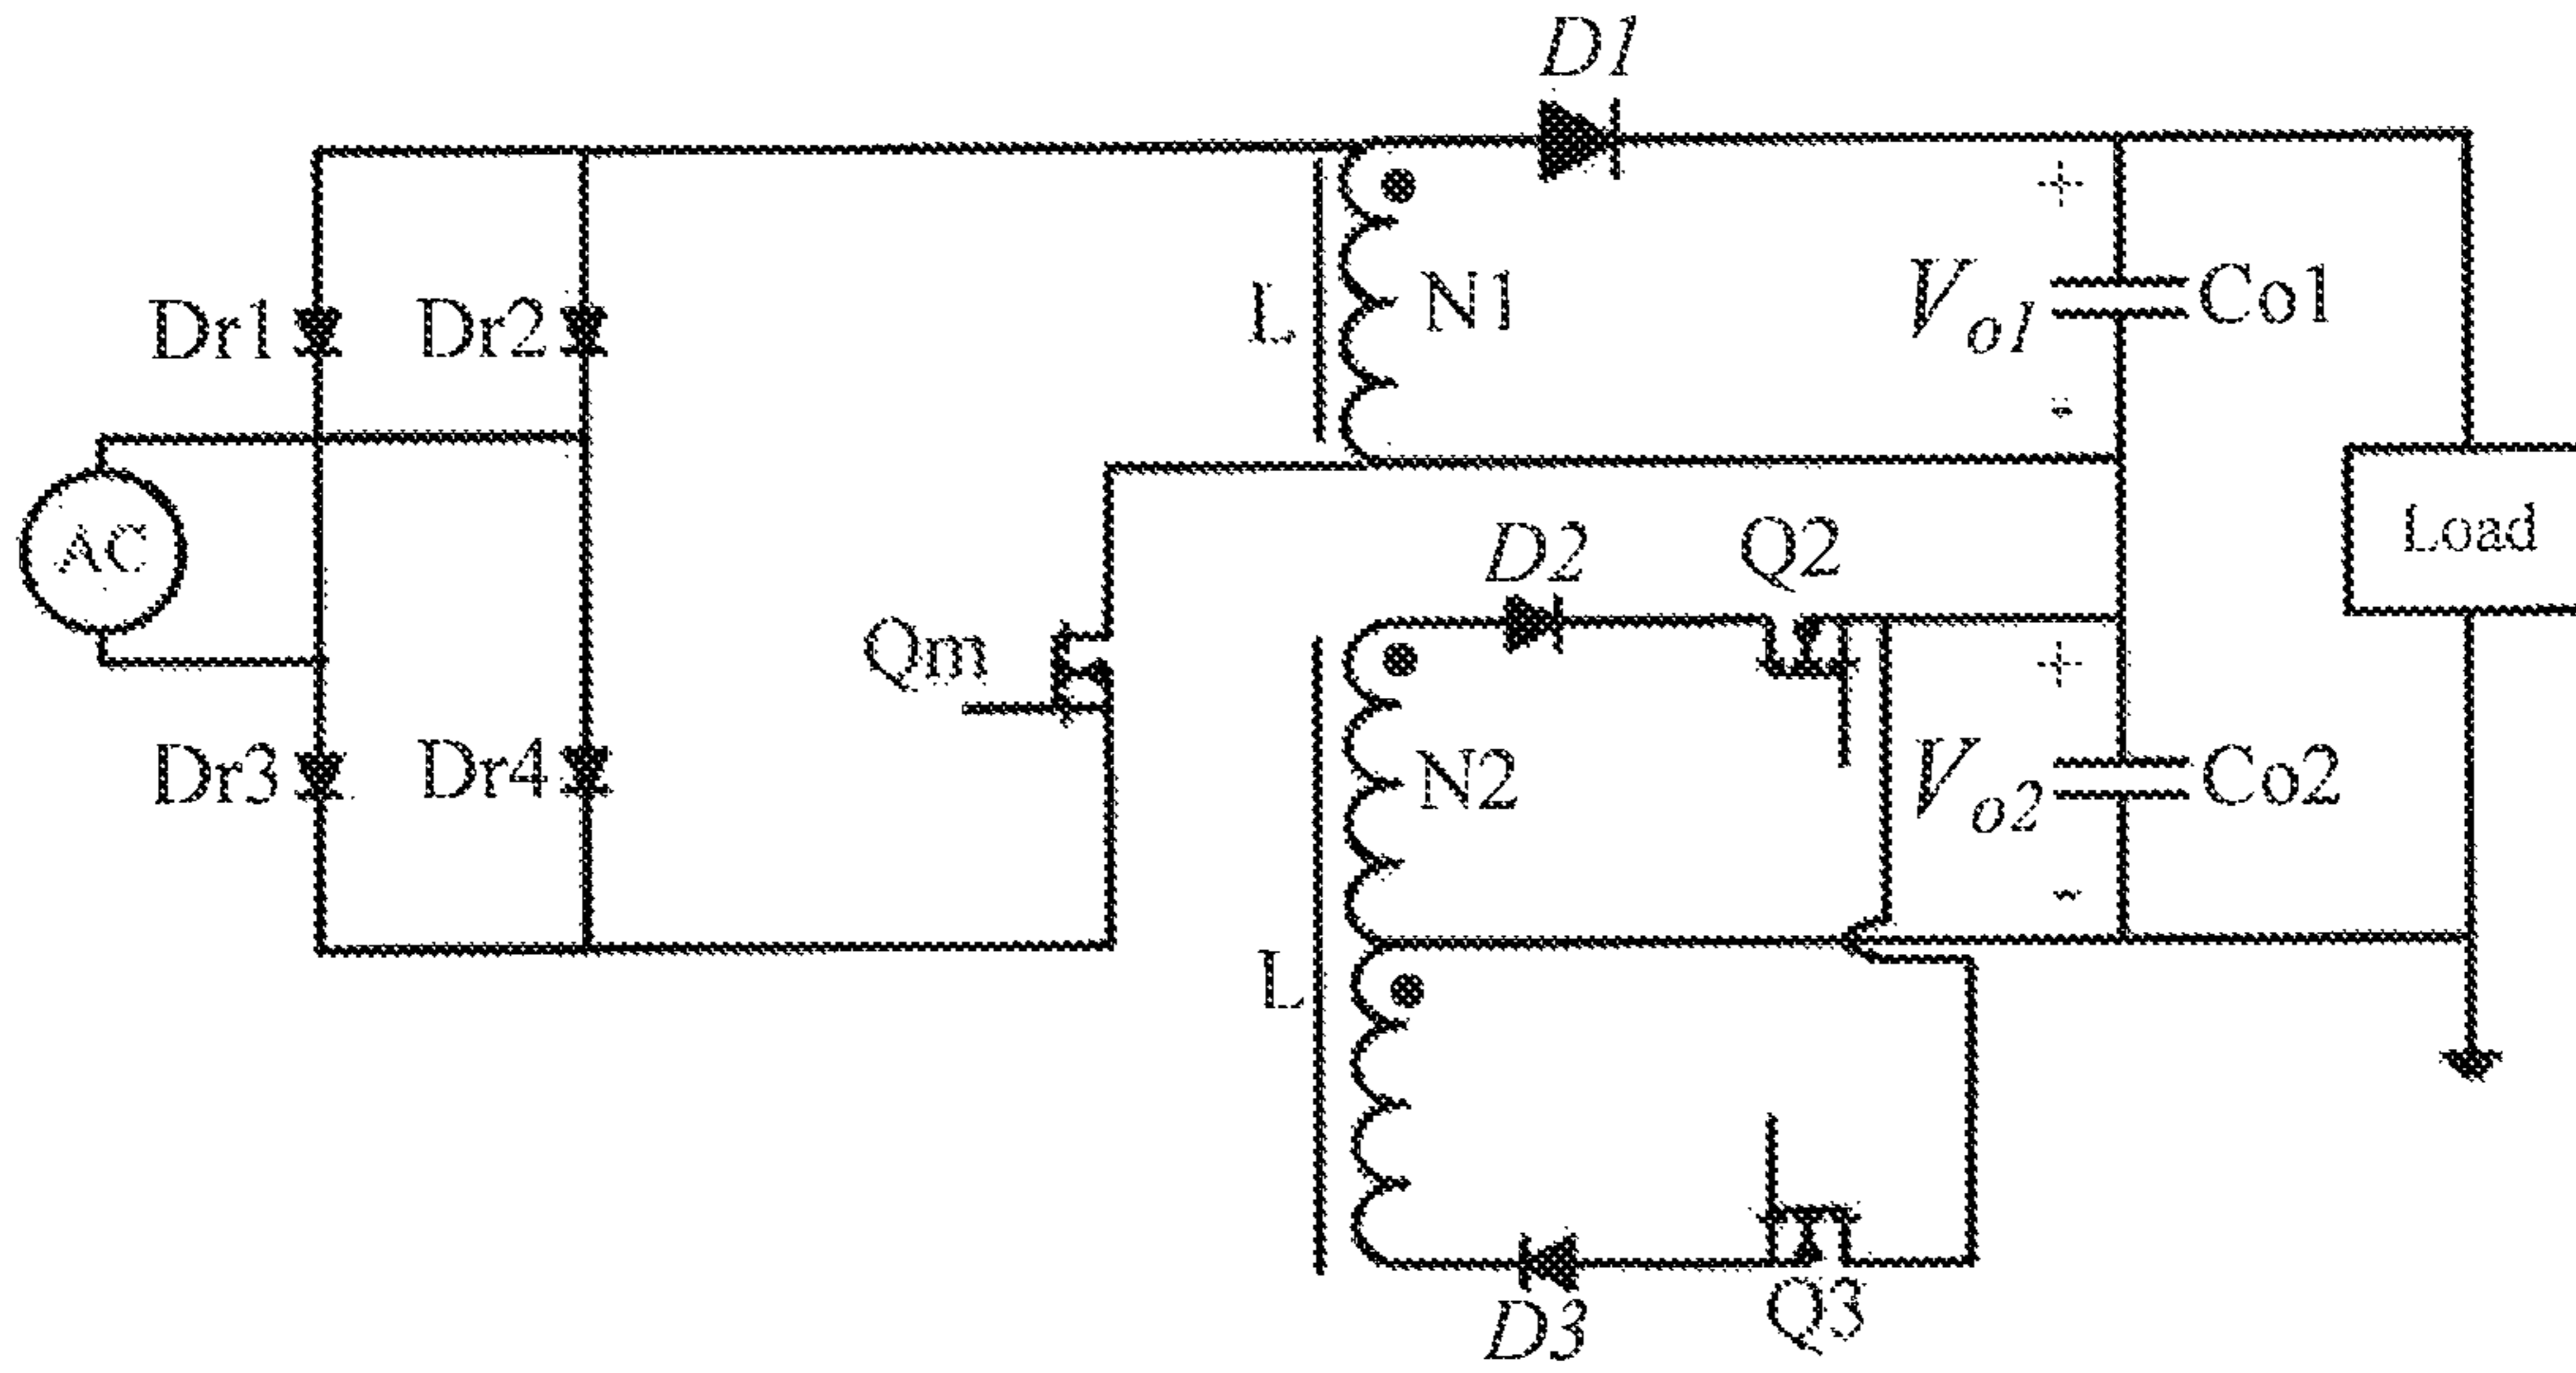 D1
Dr1
Dr2
L
N1
+
Vo1
-
Co1
AC
Load
D2
Q2
Qm
+
Dr3
Dr4
N2
Vo2
-
Co2
L
D3
Q3